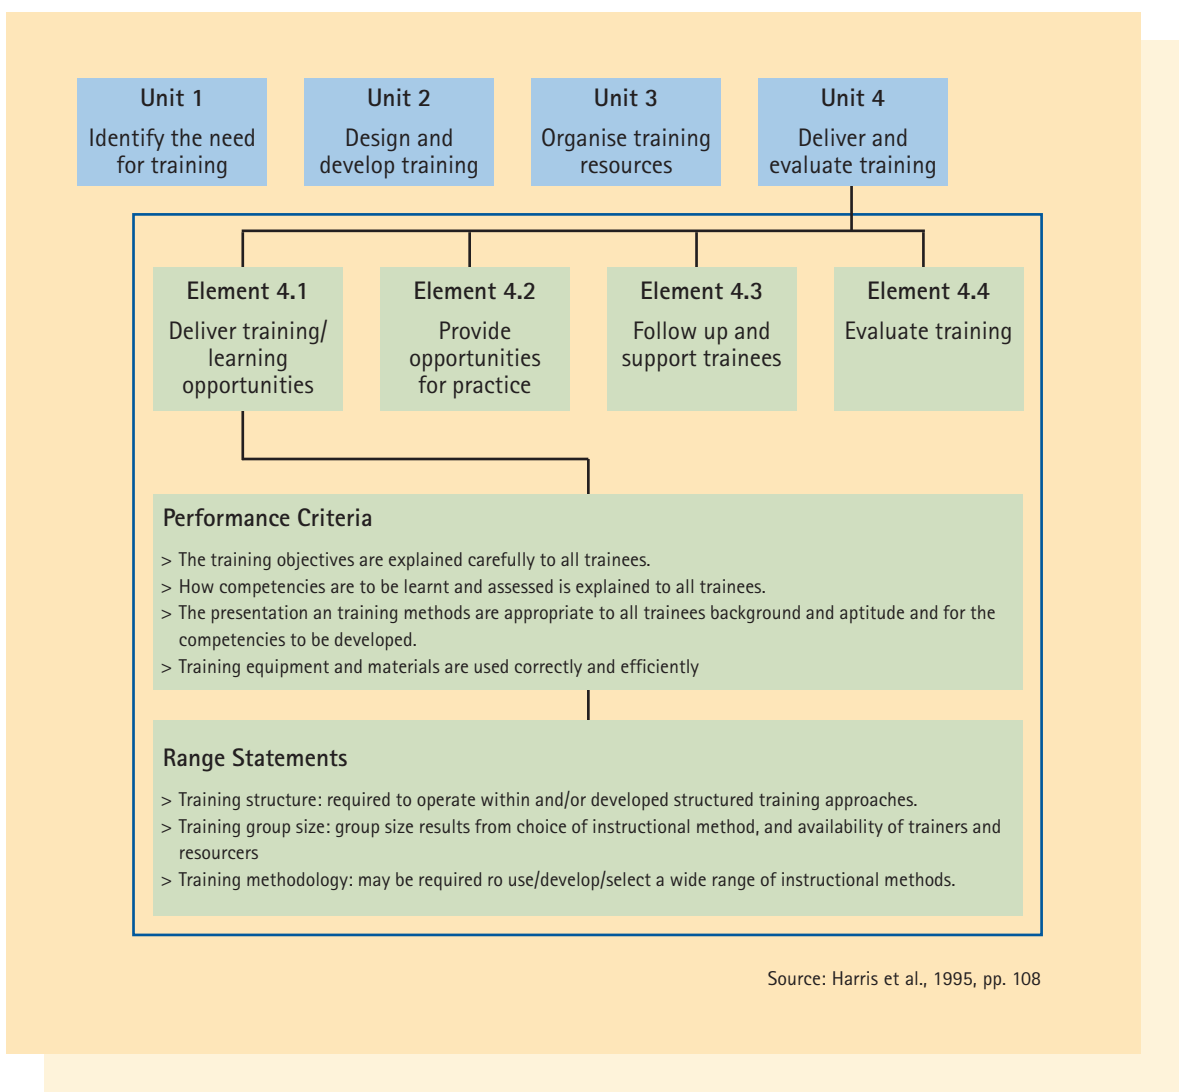 Unit 1
Identify the need
for training
Unit 2
Design and
develop training
Unit 3
Organise training
resources
Unit 4
Deliver and
evaluate training
Element 4.1
Deliver training/
learning
opportunities
Element 4.2
Provide
opportunities
for practice
Element 4.3
Follow up and
support trainees
Element 4.4
Evaluate training
Performance Criteria
> The training objectives are explained carefully to all trainees.
> How competencies are to be learnt and assessed is explained to all trainees.
> The presentation an training methods are appropriate to all trainees background and aptitude and for the
competencies to be developed.
> Training equipment and materials are used correctly and efficiently
Range Statements
> Training structure: required to operate within and/or developed structured training approaches.
> Training group size: group size results from choice of instructional method, and availability of trainers and
resourcers
> Training methodology: may be required ro use/develop/select a wide range of instructional methods.
Source: Harris et al., 1995, pp. 108